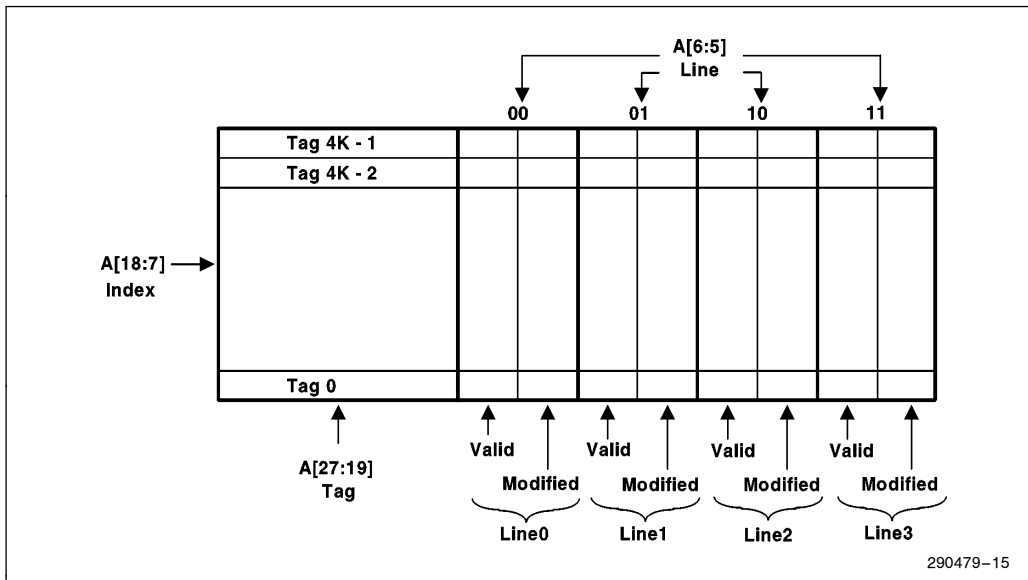 A[6:5]
Line
00 01 10 11
Tag 4K - 1
Tag 4K - 2
A[18:7]
Index
Tag 0
A[27:19]
Tag
Valid Valid Valid Valid
Modified Modified Modified Modified
Line0 Line1 Line2 Line3
290479–15